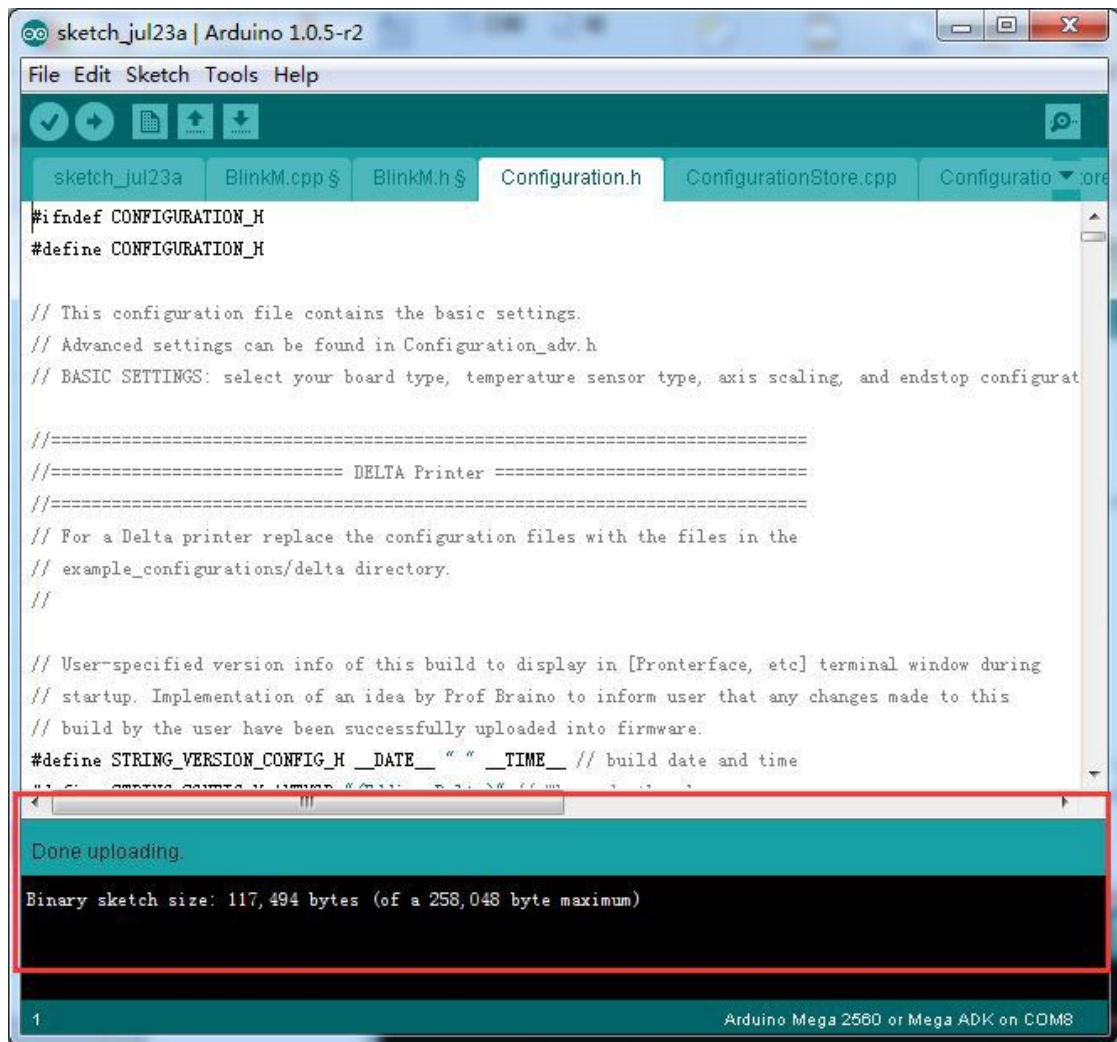 sketch_jul23a | Arduino 1.0.5-r2
File Edit Sketch Tools Help
sketch_jul23a BlinkM.cpp § BlinkM.h § Configuration.h ConfigurationStore.cpp Configuratio
#ifndef CONFIGURATION_H
#define CONFIGURATION_H
// This configuration file contains the basic settings.
// Advanced settings can be found in Configuration_adv.h
// BASIC SETTINGS: select your board type, temperature sensor type, axis scaling, and endstop configurat
//===========================================================================
//============================= DELTA Printer ===============================
//===========================================================================
// For a Delta printer replace the configuration files with the files in the
// example_configurations/delta directory.
//
// User-specified version info of this build to display in [Pronterface, etc] terminal window during
// startup. Implementation of an idea by Prof Braino to inform user that any changes made to this
// build by the user have been successfully uploaded into firmware.
#define STRING_VERSION_CONFIG_H __DATE__ " " __TIME__ // build date and time
Done uploading.
Binary sketch size: 117,494 bytes (of a 258,048 byte maximum)
1 Arduino Mega 2560 or Mega ADK on COM8